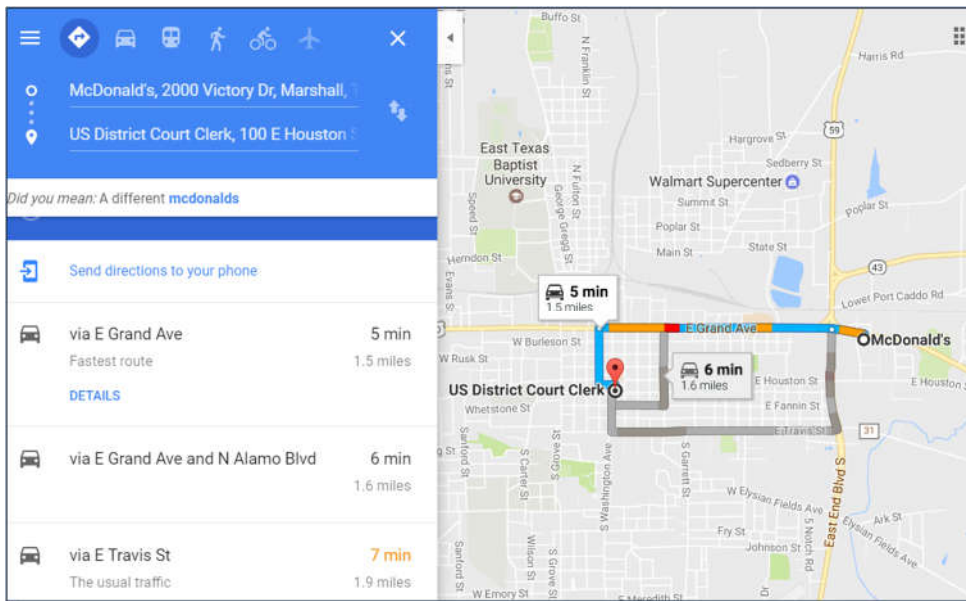 McDonald's, 2000 Victory Dr, Marshall,
US District Court Clerk, 100 E Houston
Did you mean: A different mcdonalds
Send directions to your phone
via E Grand Ave 5 min
Fastest route 1.5 miles
DETAILS
via E Grand Ave and N Alamo Blvd 6 min
1.6 miles
via E Travis St 7 min
The usual traffic 1.9 miles
Buffo St
N Franklin St
Harris Rd
59
Hargrove St
East Texas
Baptist
University
N Fulton St
George Gregg St
Sedberry St
Walmart Supercenter
Summit St
Speed St
Poplar St
Poplar St
Main St
State St
Herndon St
Evans St
43
Lower Port Caddo Rd
5 min
1.5 miles
E Grand Ave
McDonald's
W Burleson St
W Rusk St
6 min
1.6 miles
US District Court Clerk
E Houston St
E Houston St
Whetstone St
E Fannin St
E Travis St
31
Sanford St
S Carter St
S Grove St
S Washington Ave
S Garrett St
W Elysian Fields Ave
East End Blvd S
Elysian Fields Ave
Ark St
Fry St
S Notch Rd
Johnson St
Sanford St
Wilson St
S Grove St
Dr
W Emory St
S Meredith St